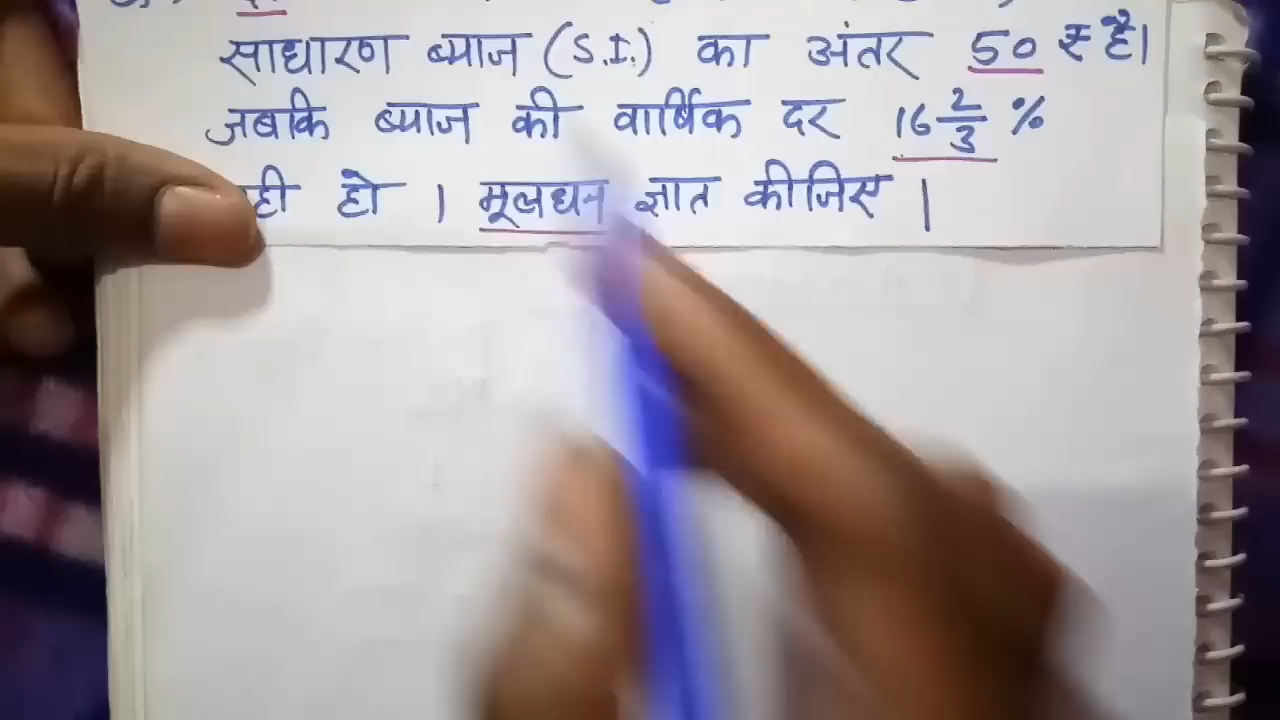 साधारण ब्याज (S.I.) का अंतर 50 ₹ है।
जबकि ब्याज की वार्षिक दर 16 2/3 %
ही हो । मूलधन ज्ञात कीजिए |